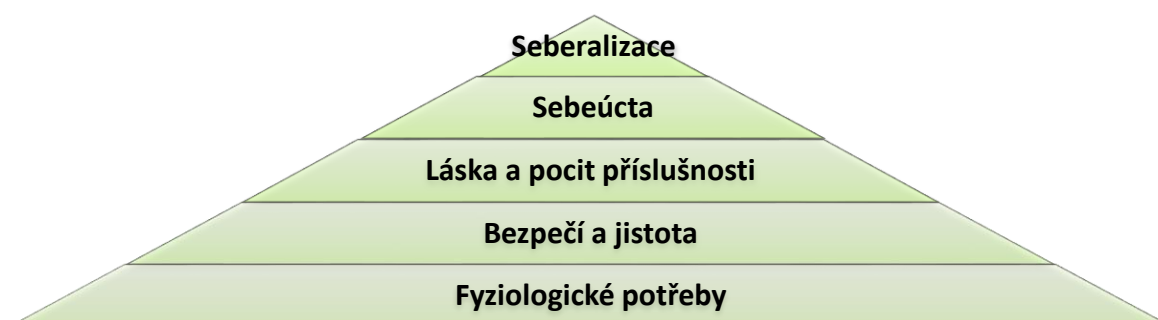 Seberalizace
Sebeúcta
Láska a pocit příslušnosti
Bezpečí a jistota
Fyziologické potřeby